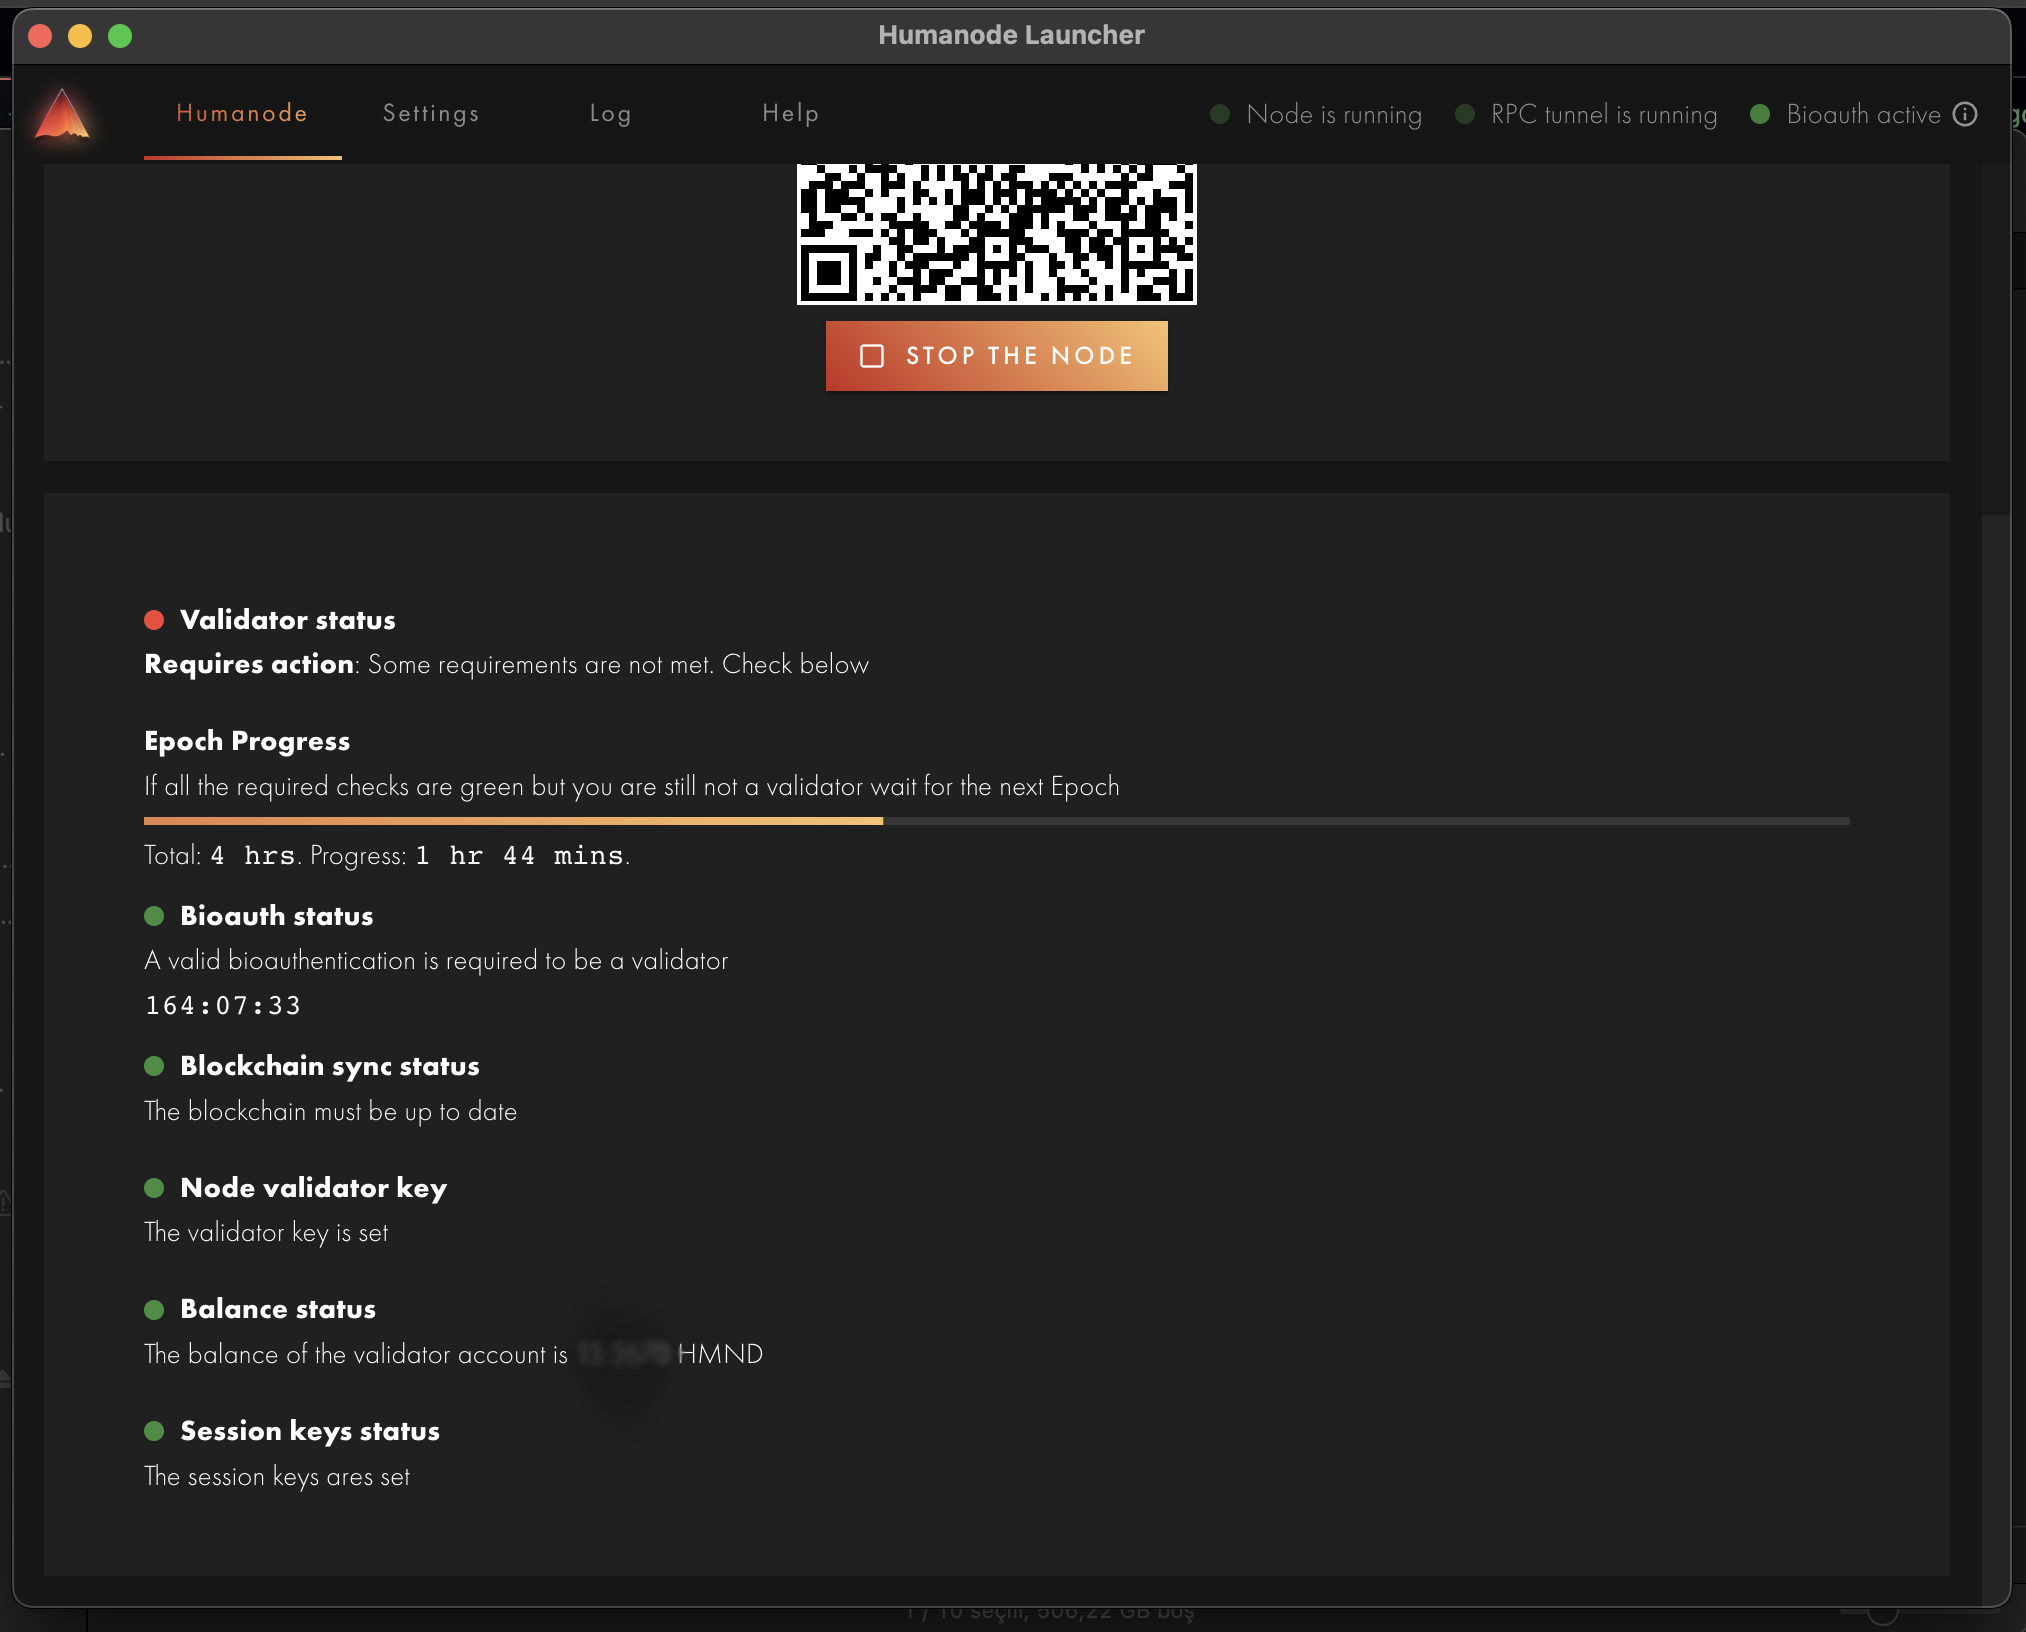 Humanode Launcher
Humanode Settings Log Help Node is running RPC tunnel is running Bioauth active
STOP THE NODE
Validator status
Requires action: Some requirements are not met. Check below
Epoch Progress
If all the required checks are green but you are still not a validator wait for the next Epoch
Total: 4 hrs. Progress: 1 hr 44 mins.
Bioauth status
A valid bioauthentication is required to be a validator
164:07:33
Blockchain sync status
The blockchain must be up to date
Node validator key
The validator key is set
Balance status
The balance of the validator account is HMND
Session keys status
The session keys ares set
1 / 10 seçili, 506,22 GB boş